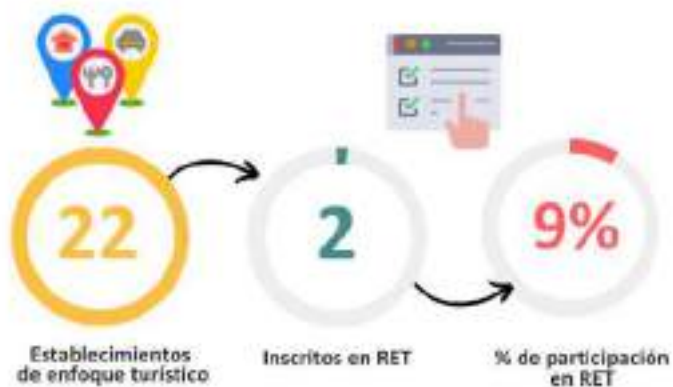 22
2
9%
Establecimientos
de enfoque turístico
Inscritos en RET
% de participación
en RET